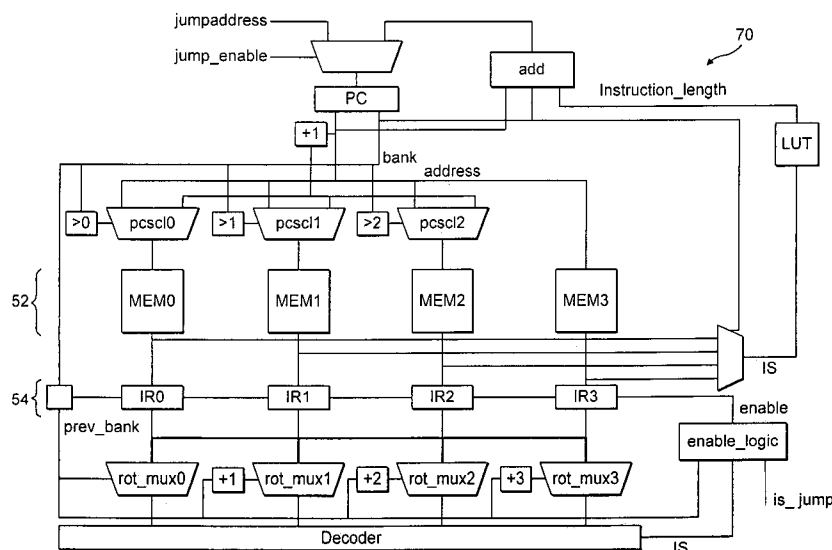 jumpaddress
jump_enable
70
add
PC
Instruction_length
+1
bank
LUT
address
>0
pcscl0
>1
pcscl1
>2
pcscl2
52
MEM0
MEM1
MEM2
MEM3
IS
54
IR0
IR1
IR2
IR3
enable
prev_bank
enable_logic
rot_mux0
+1
rot_mux1
+2
rot_mux2
+3
rot_mux3
is_jump
Decoder
IS